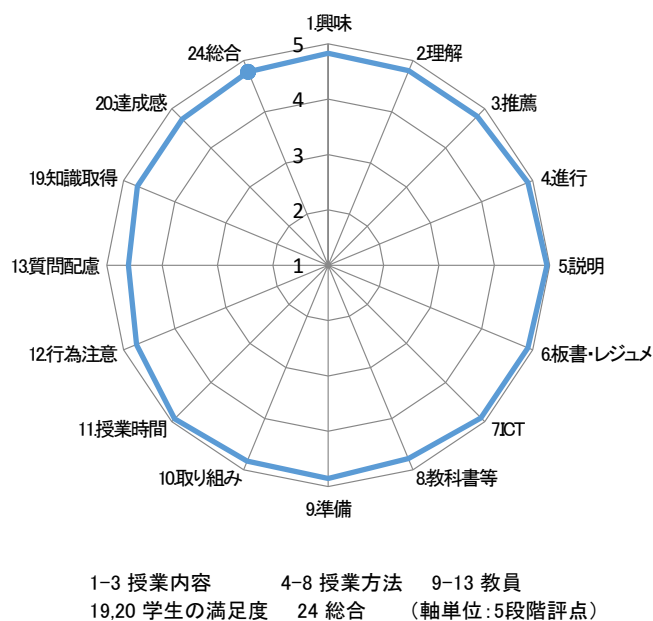 1.興味
2.理解
3.推薦
4.進行
5.説明
6.板書・レジュメ
7.ICT
8.教科書等
9.準備
10.取り組み
11.授業時間
12.行為注意
13.質問配慮
19.知識取得
20.達成感
24.総合
5
4
3
2
1
1-3 授業内容 4-8 授業方法 9-13 教員
19,20 学生の満足度 24 総合 (軸単位:5段階評点)